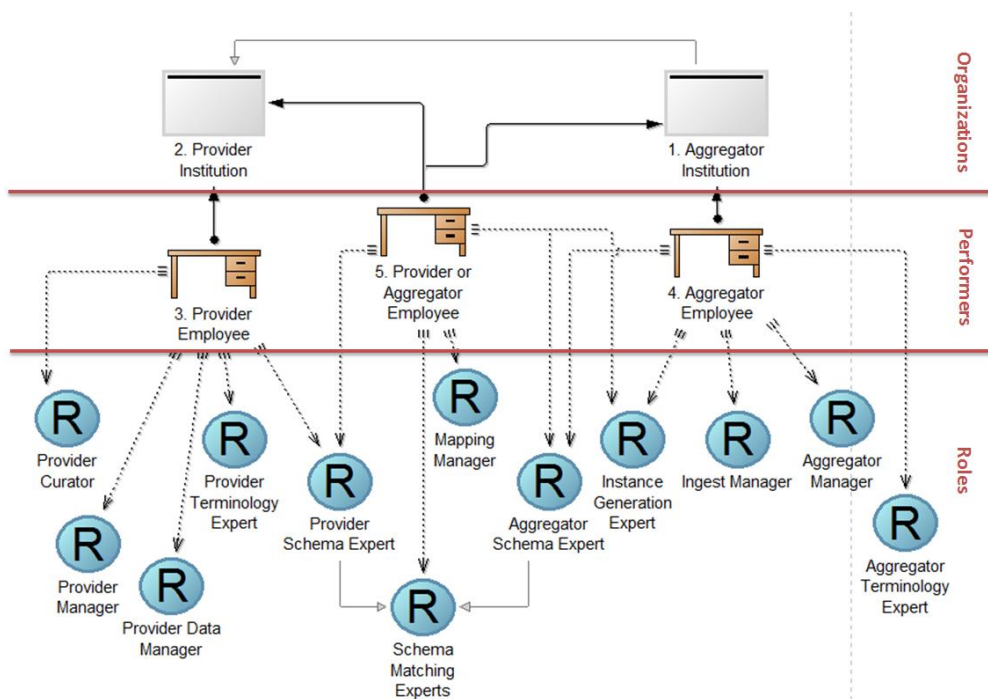 Organizations
2. Provider
Institution
1. Aggregator
Institution
Performers
3. Provider
Employee
5. Provider or
Aggregator
Employee
4. Aggregator
Employee
Roles
R
Provider
Curator
R
Provider
Manager
R
Provider Data
Manager
R
Provider
Terminology
Expert
R
Provider
Schema Expert
R
Mapping
Manager
R
Schema
Matching
Experts
R
Aggregator
Schema Expert
R
Instance
Generation
Expert
R
Ingest Manager
R
Aggregator
Manager
R
Aggregator
Terminology
Expert